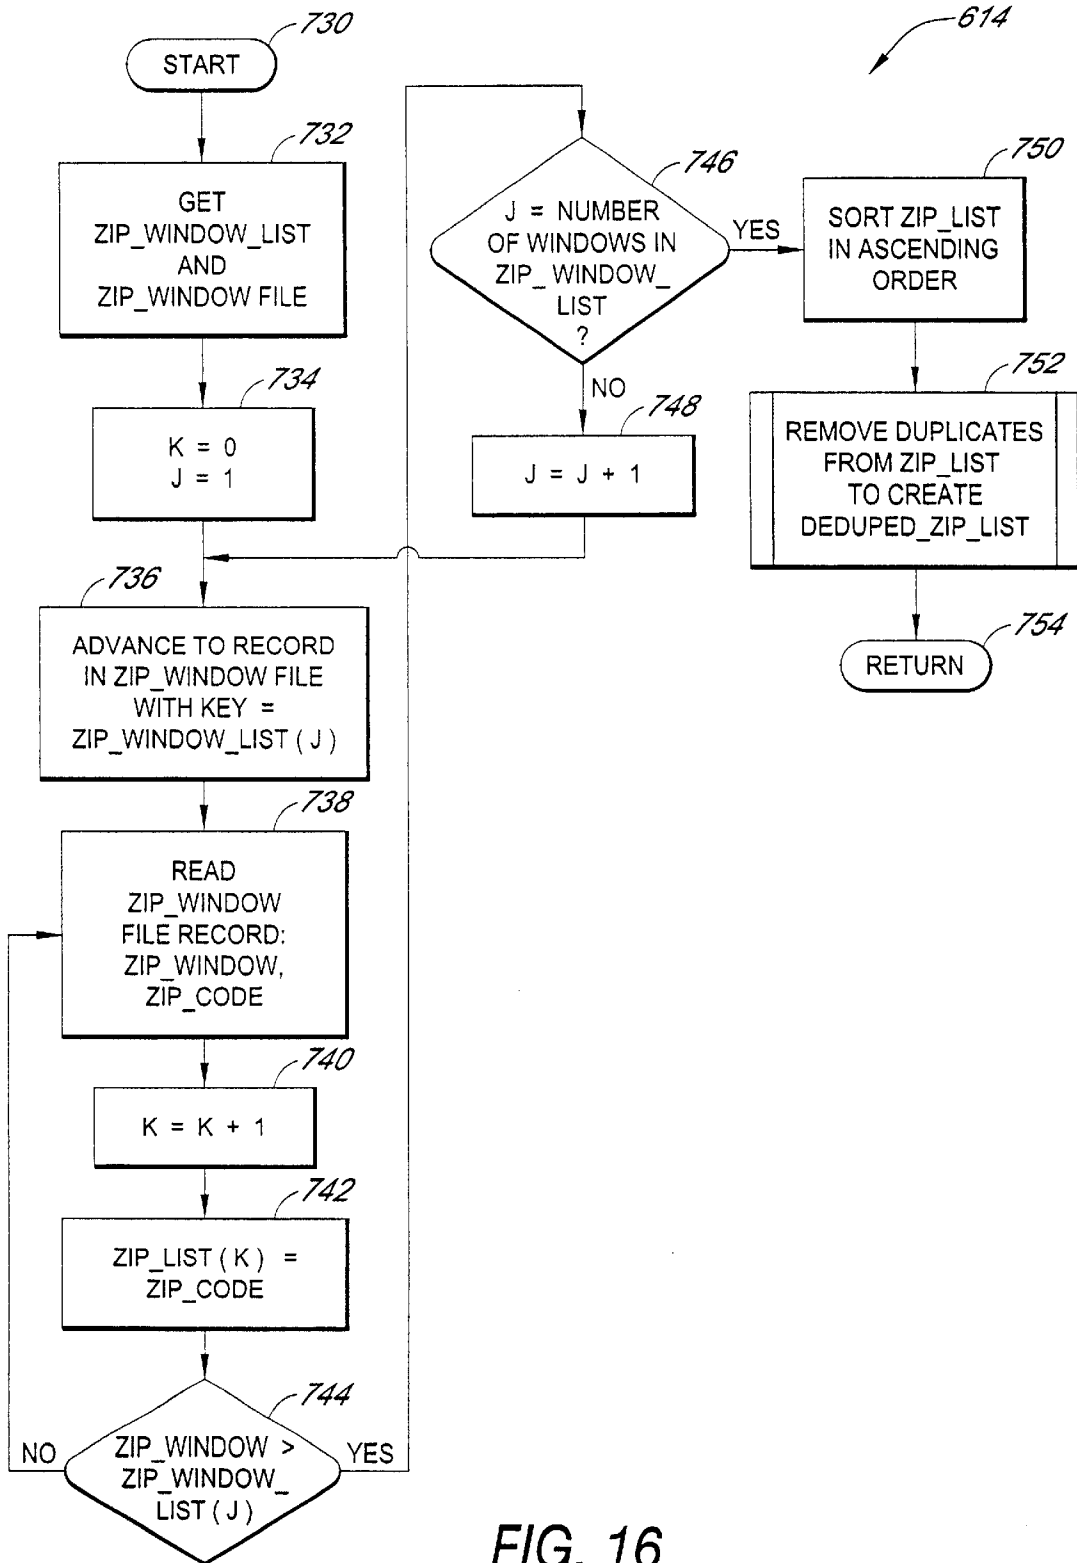 730
START
732
GET
ZIP_WINDOW_LIST
AND
ZIP_WINDOW FILE
734
K = 0
J = 1
736
ADVANCE TO RECORD
IN ZIP_WINDOW FILE
WITH KEY =
ZIP_WINDOW_LIST ( J )
738
READ
ZIP_WINDOW
FILE RECORD:
ZIP_WINDOW,
ZIP_CODE
740
K = K + 1
742
ZIP_LIST ( K ) =
ZIP_CODE
744
ZIP_WINDOW >
ZIP_WINDOW_
LIST ( J )
NO
YES
614
746
J = NUMBER
OF WINDOWS IN
ZIP_ WINDOW_
LIST
?
YES
NO
748
J = J + 1
750
SORT ZIP_LIST
IN ASCENDING
ORDER
752
REMOVE DUPLICATES
FROM ZIP_LIST
TO CREATE
DEDUPED_ZIP_LIST
754
RETURN
FIG. 16